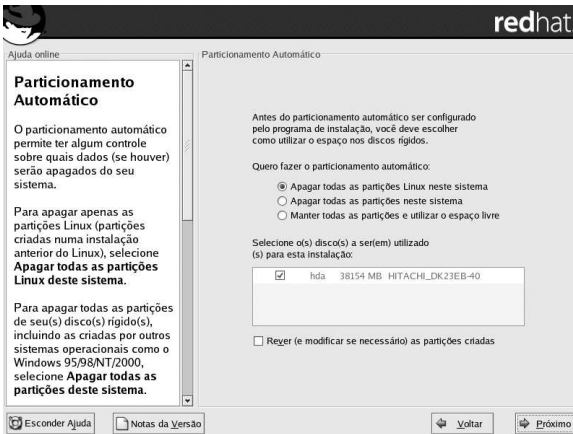 redhat.
Ajuda online
Particionamento
Automático
O particionamento automático
permite ter algum controle
sobre quais dados (se houver)
serão apagados do seu
sistema.
Para apagar apenas as
partições Linux (partições
criadas numa instalação
anterior do Linux), selecione
Apagar todas as partições
Linux deste sistema.
Para apagar todas as partições
de seu(s) disco(s) rígido(s),
incluindo as criadas por outros
sistemas operacionais como o
Windows 95/98/NT/2000,
selecione Apagar todas as
partições deste sistema.
Particionamento Automático
Antes do particionamento automático ser configurado
pelo programa de instalação, você deve escolher
como utilizar o espaço nos discos rígidos.
Quero fazer o particionamento automático:
Apagar todas as partições Linux neste sistema
Apagar todas as partições neste sistema
Manter todas as partições e utilizar o espaço livre
Selecione o(s) disco(s) a ser(em) utilizado
(s) para esta instalação:
hda 38154 MB HITACHI_DK23EB-40
Rever (e modificar se necessário) as partições criadas
Esconder Ajuda
Notas da Versão
Voltar
Próximo